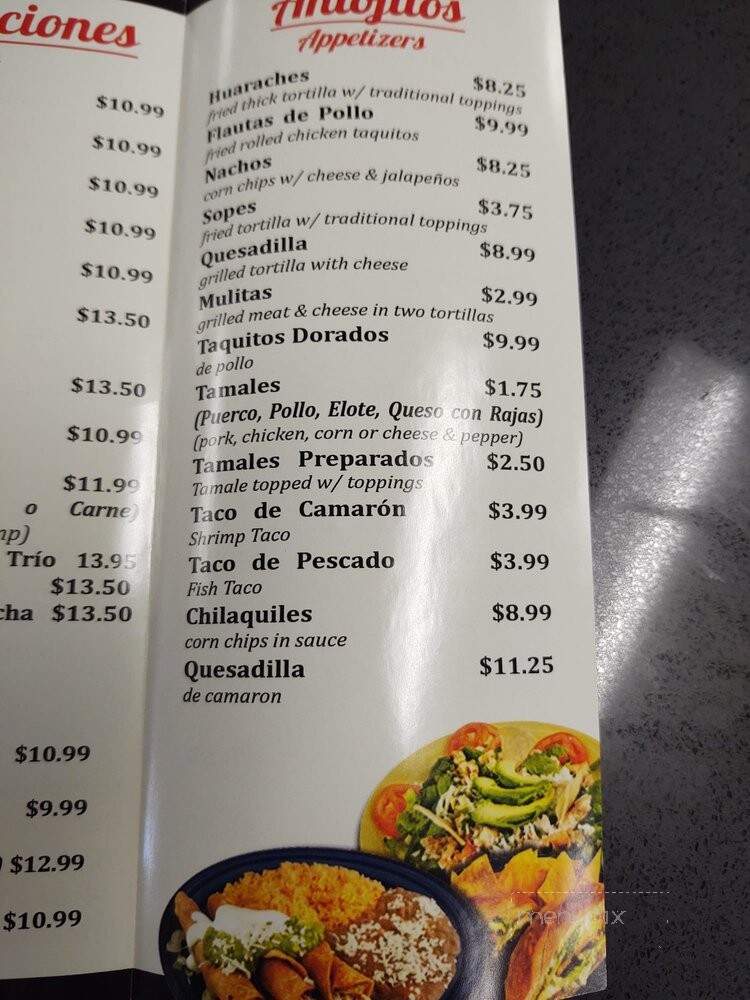 ciones
$10.99
$10.99
$10.99
$10.99
$10.99
$13.50
$13.50
$10.99
$11.99
o Carne)
Trío 13.95
$13.50
$13.50
$10.99
$9.99
$12.99
$10.99
Antojitos
Appetizers
Huaraches $8.25
fried thick tortilla w/ traditional toppings
Flautas de Pollo $9.99
fried rolled chicken taquitos
Nachos $8.25
corn chips w/ cheese & jalapeños
Sopes $3.75
fried tortilla w/ traditional toppings
Quesadilla $8.99
grilled tortilla with cheese
Mulitas $2.99
grilled meat & cheese in two tortillas
Taquitos Dorados $9.99
de pollo
Tamales $1.75
(Puerco, Pollo, Elote, Queso con Rajas)
(pork, chicken, corn or cheese & pepper)
Tamales Preparados $2.50
Tamale topped w/ toppings
Taco de Camarón $3.99
Shrimp Taco
Taco de Pescado $3.99
Fish Taco
Chilaquiles $8.99
corn chips in sauce
Quesadilla $11.25
de camaron